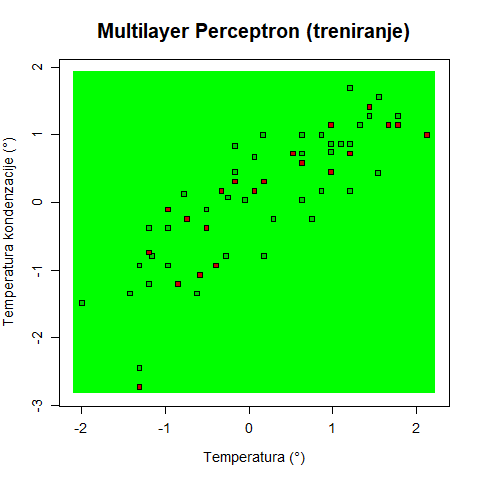 Multilayer Perceptron (treniranje)
Temperatura kondenzacije (°)
2
1
0
-1
-2
-3
-2 -1 0 1 2
Temperatura (°)